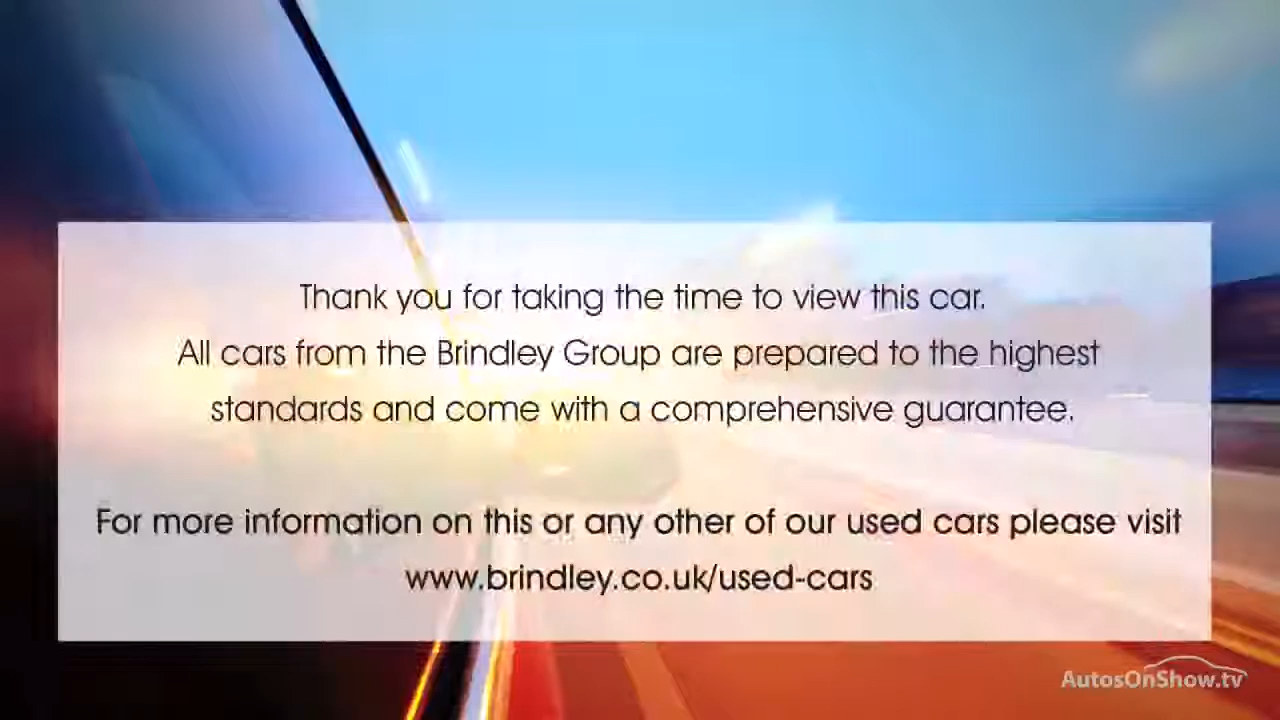 Thank you for taking the time to view this car.
All cars from the Brindley Group are prepared to the highest
standards and come with a comprehensive guarantee.
For more information on this or any other of our used cars please visit
www.brindley.co.uk/used-cars
AutosOnShow.tv